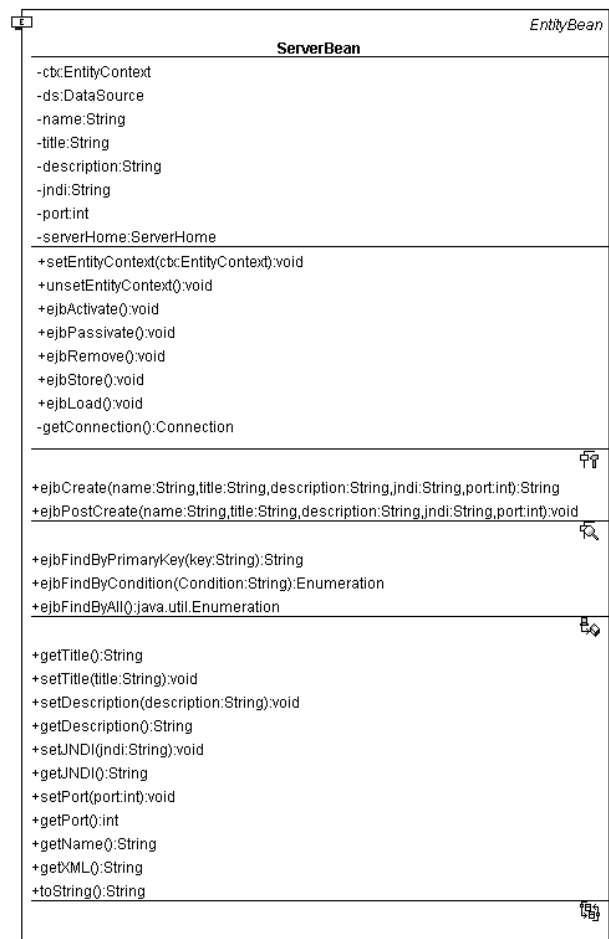 E
EntityBean
ServerBean
-ctx:EntityContext
-ds:DataSource
-name:String
-title:String
-description:String
-jndi:String
-port:int
-serverHome:ServerHome
+setEntityContext(ctx:EntityContext):void
+unsetEntityContext():void
+ejbActivate():void
+ejbPassivate():void
+ejbRemove():void
+ejbStore():void
+ejbLoad():void
-getConnection():Connection
+ejbCreate(name:String,title:String,description:String,jndi:String,port:int):String
+ejbPostCreate(name:String,title:String,description:String,jndi:String,port:int):void
+ejbFindByPrimaryKey(key:String):String
+ejbFindByCondition(Condition:String):Enumeration
+ejbFindByAll():java.util.Enumeration
+getTitle():String
+setTitle(title:String):void
+setDescription(description:String):void
+getDescription():String
+setJNDI(jndi:String):void
+getJNDI():String
+setPort(port:int):void
+getPort():int
+getName():String
+getXML():String
+toString():String